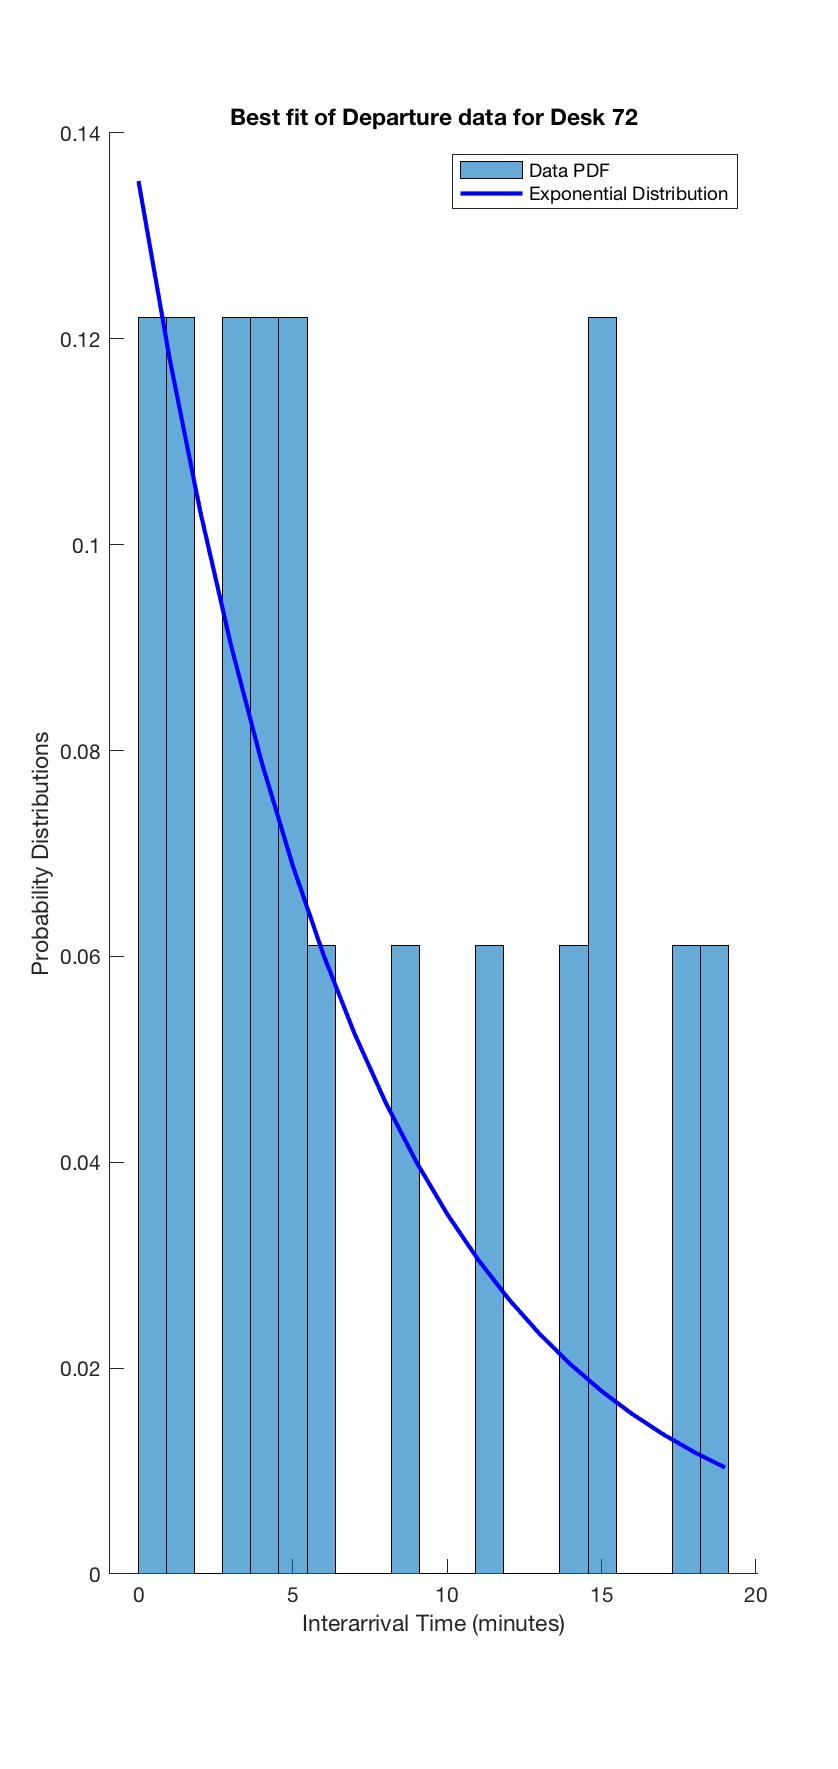 Best fit of Departure data for Desk 72
Data PDF
Exponential Distribution
0.14
0.12
0.1
0.08
0.06
0.04
0.02
0
Probability Distributions
0 5 10 15 20
Interarrival Time (minutes)